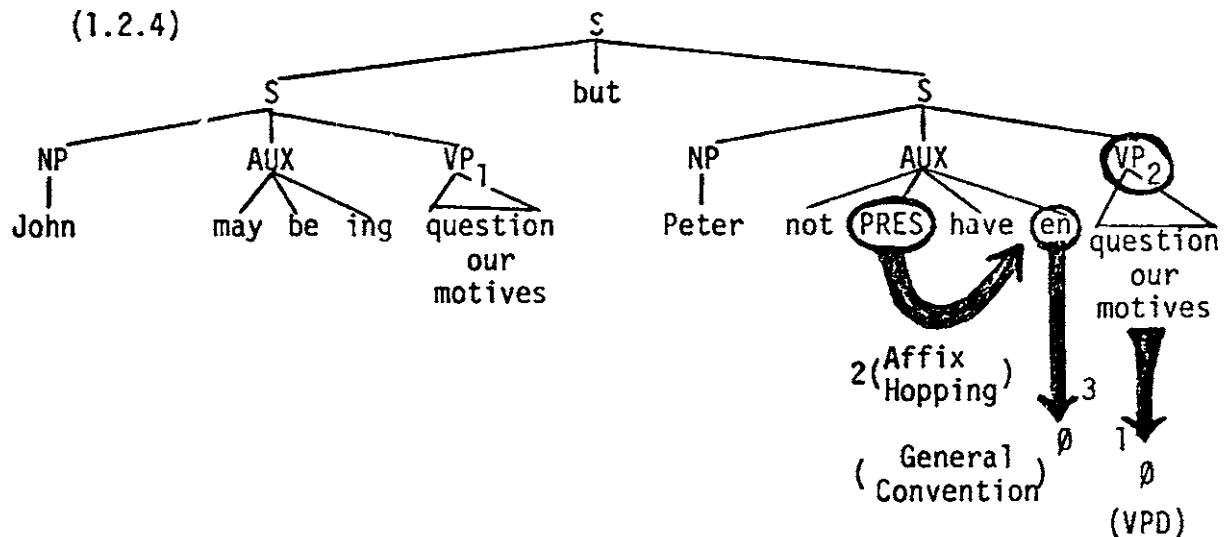 (1.2.4)
S
S but S
NP AUX VP1 NP AUX VP2
John may be ing question Peter not PRES have en question
our our
motives motives
2(Affix
Hopping)
3
Ø 1
(General
Convention)
Ø
(VPD)